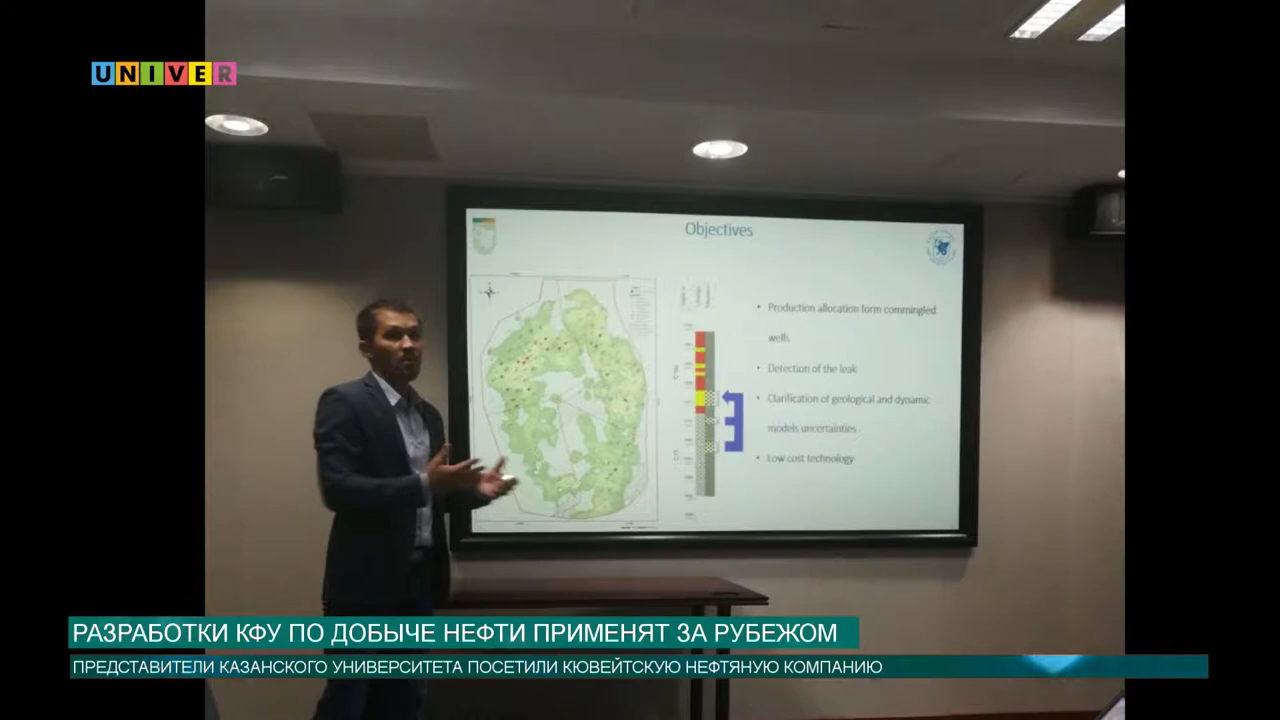 UNIVER
Objectives
• Production allocation form commingled
wells
• Detection of the leak
• Clarification of geological and dynamic
models uncertainties
• Low cost technology
РАЗРАБОТКИ КФУ ПО ДОБЫЧЕ НЕФТИ ПРИМЕНЯТ ЗА РУБЕЖОМ
ПРЕДСТАВИТЕЛИ КАЗАНСКОГО УНИВЕРСИТЕТА ПОСЕТИЛИ КЮВЕЙТСКУЮ НЕФТЯНУЮ КОМПАНИЮ